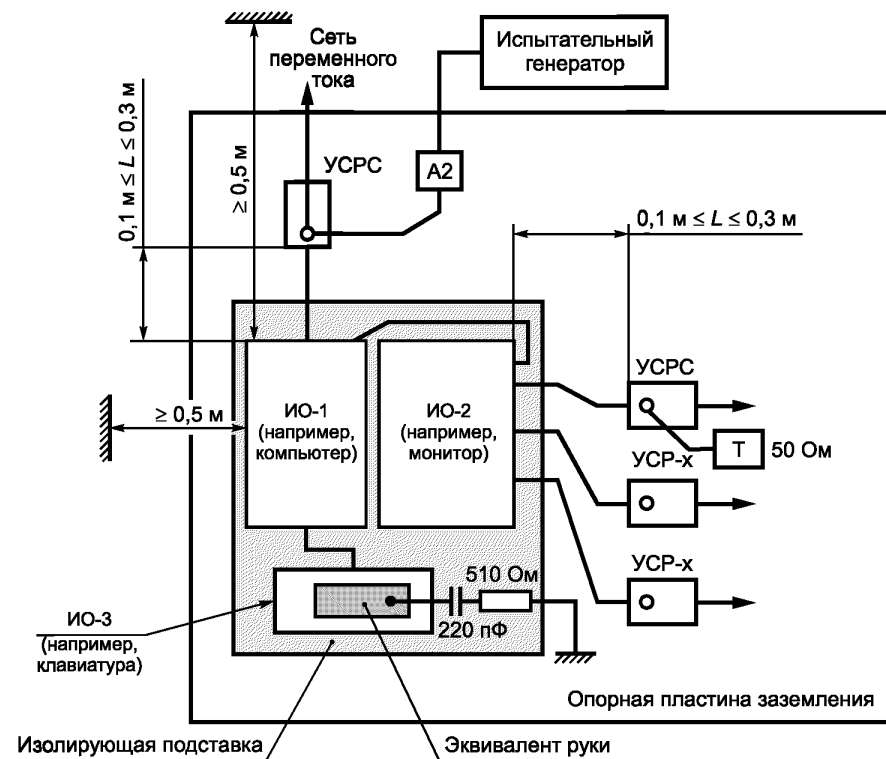 Сеть
переменного
тока
Испытательный
генератор
0,1 м ≤ L ≤ 0,3 м
≥ 0,5 м
УСРС
А2
0,1 м ≤ L ≤ 0,3 м
УСРС
≥ 0,5 м
ИО-1
(например,
компьютер)
ИО-2
(например,
монитор)
Т
50 Ом
УСР-х
УСР-х
510 Ом
220 пФ
ИО-3
(например,
клавиатура)
Опорная пластина заземления
Изолирующая подставка
Эквивалент руки